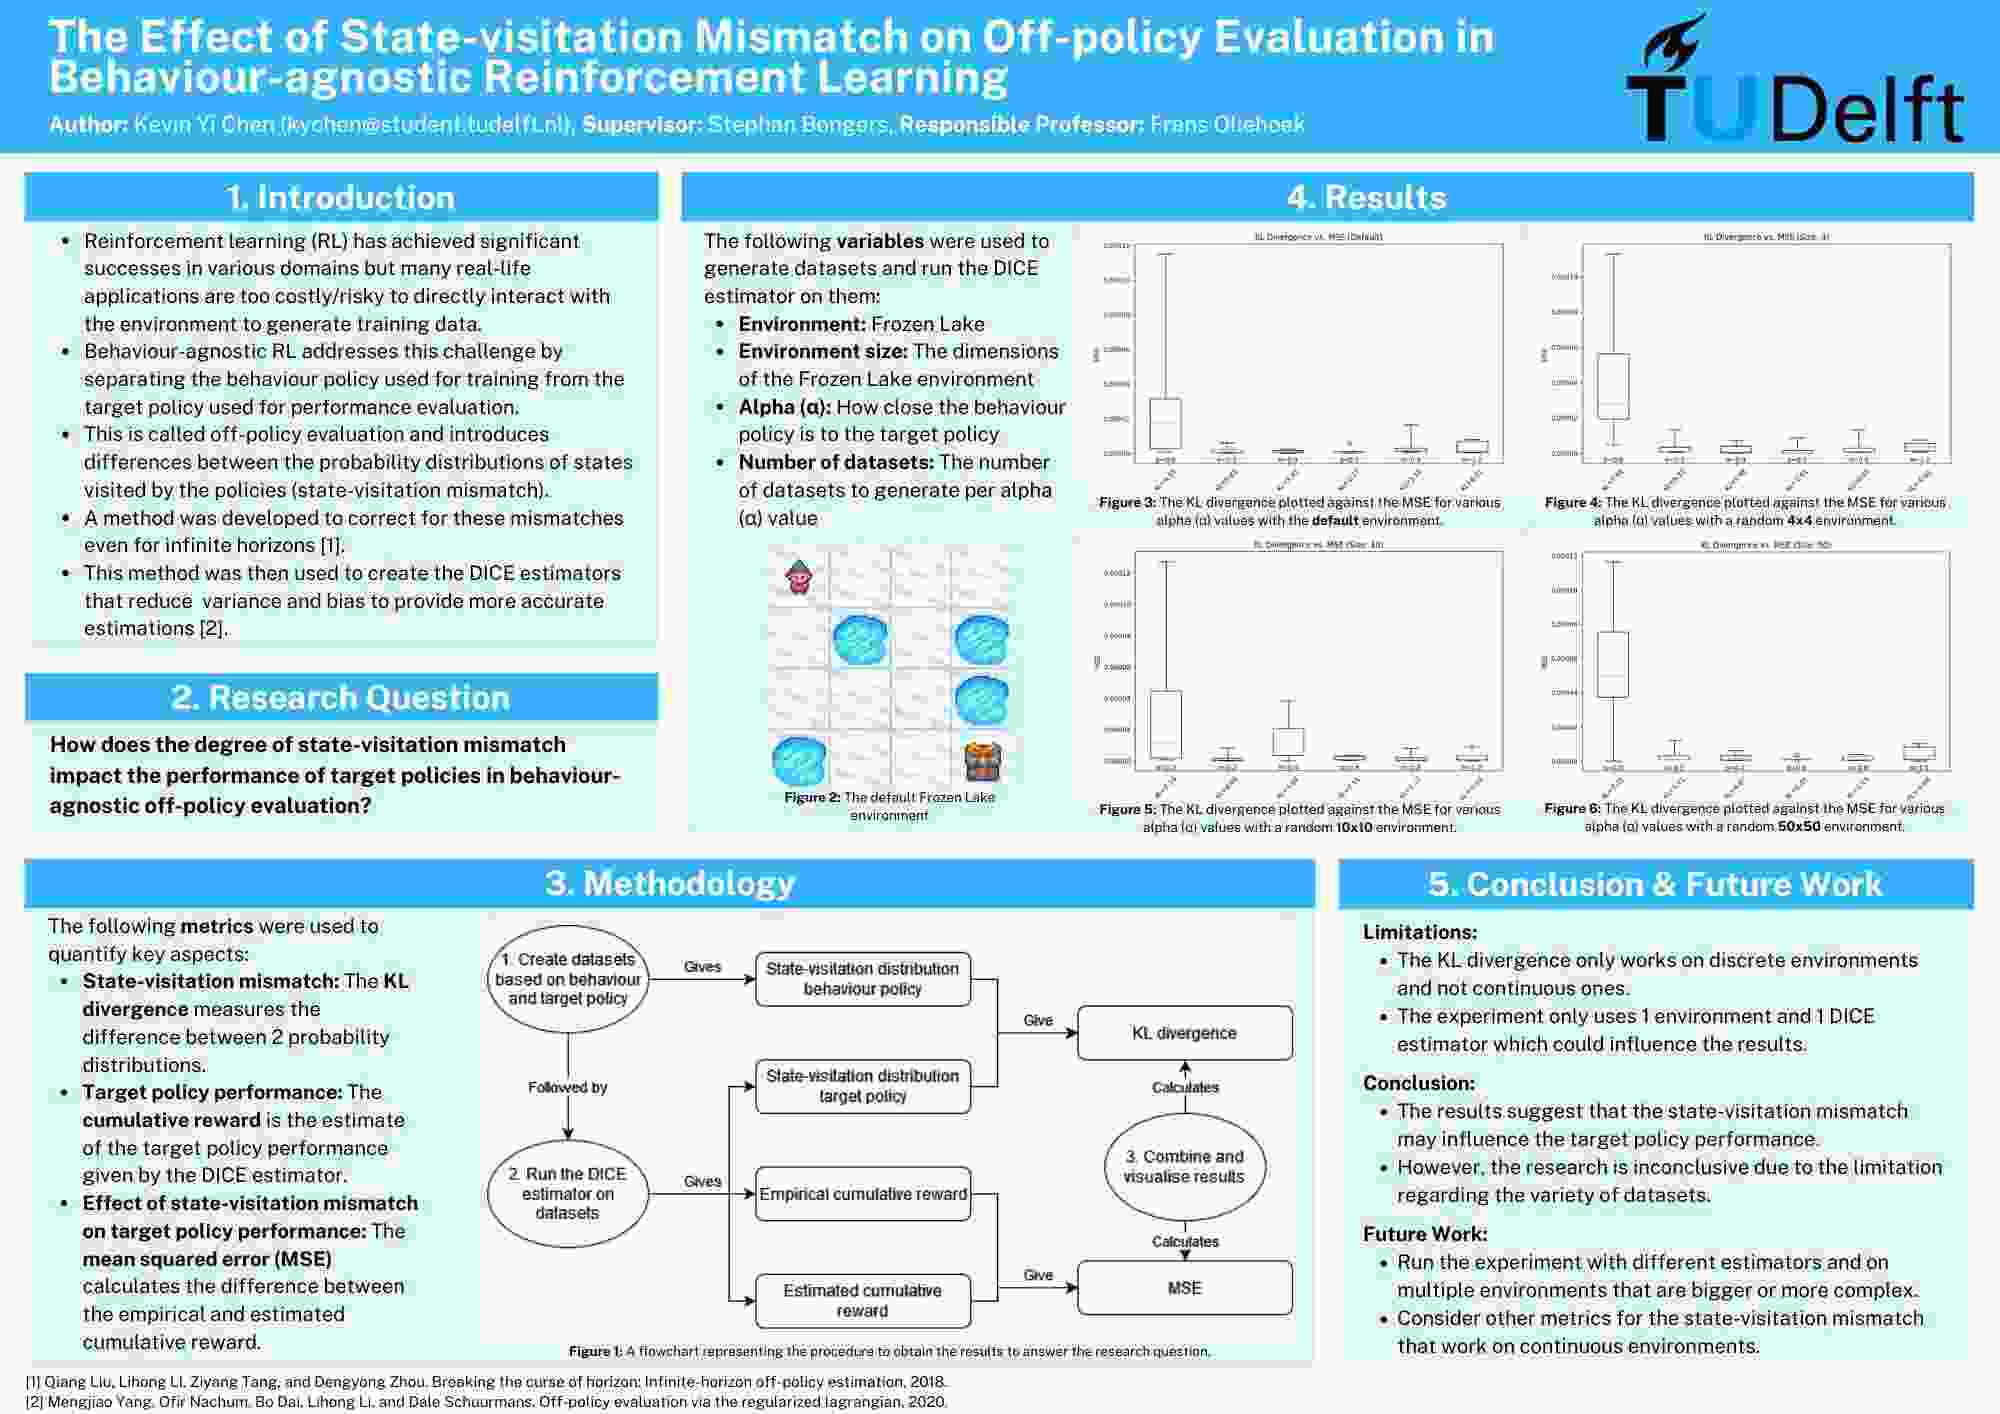 The Effect of State-visitation Mismatch on Off-policy Evaluation in
Behaviour-agnostic Reinforcement Learning
Author: Kevin Yi Chen (kychen@student.tudelft.nl), Supervisor: Stephan Bongers, Responsible Professor: Frans Oliehoek
TUDelft
1. Introduction
• Reinforcement learning (RL) has achieved significant
successes in various domains but many real-life
applications are too costly/risky to directly interact with
the environment to generate training data.
• Behaviour-agnostic RL addresses this challenge by
separating the behaviour policy used for training from the
target policy used for performance evaluation.
• This is called off-policy evaluation and introduces
differences between the probability distributions of states
visited by the policies (state-visitation mismatch).
• A method was developed to correct for these mismatches
even for infinite horizons [1].
• This method was then used to create the DICE estimators
that reduce variance and bias to provide more accurate
estimations [2].
2. Research Question
How does the degree of state-visitation mismatch
impact the performance of target policies in behaviour-
agnostic off-policy evaluation?
4. Results
The following variables were used to
generate datasets and run the DICE
estimator on them:
• Environment: Frozen Lake
• Environment size: The dimensions
of the Frozen Lake environment
• Alpha (α): How close the behaviour
policy is to the target policy
• Number of datasets: The number
of datasets to generate per alpha
(α) value
Figure 2: The default Frozen Lake
environment
KL Divergence vs. MSE (Default)
Figure 3: The KL divergence plotted against the MSE for various
alpha (α) values with the default environment.
KL Divergence vs. MSE (Size: 4)
Figure 4: The KL divergence plotted against the MSE for various
alpha (α) values with a random 4x4 environment.
KL Divergence vs. MSE (Size: 10)
Figure 5: The KL divergence plotted against the MSE for various
alpha (α) values with a random 10x10 environment.
KL Divergence vs. MSE (Size: 50)
Figure 6: The KL divergence plotted against the MSE for various
alpha (α) values with a random 50x50 environment.
3. Methodology
The following metrics were used to
quantify key aspects:
• State-visitation mismatch: The KL
divergence measures the
difference between 2 probability
distributions.
• Target policy performance: The
cumulative reward is the estimate
of the target policy performance
given by the DICE estimator.
• Effect of state-visitation mismatch
on target policy performance: The
mean squared error (MSE)
calculates the difference between
the empirical and estimated
cumulative reward.
1. Create datasets
based on behaviour
and target policy
Gives
State-visitation distribution
behaviour policy
Give
KL divergence
Followed by
State-visitation distribution
target policy
Calculates
2. Run the DICE
estimator on
datasets
Gives
Empirical cumulative reward
3. Combine and
visualise results
Calculates
Estimated cumulative
reward
Give
MSE
Figure 1: A flowchart representing the procedure to obtain the results to answer the research question.
5. Conclusion & Future Work
Limitations:
• The KL divergence only works on discrete environments
and not continuous ones.
• The experiment only uses 1 environment and 1 DICE
estimator which could influence the results.
Conclusion:
• The results suggest that the state-visitation mismatch
may influence the target policy performance.
• However, the research is inconclusive due to the limitation
regarding the variety of datasets.
Future Work:
• Run the experiment with different estimators and on
multiple environments that are bigger or more complex.
• Consider other metrics for the state-visitation mismatch
that work on continuous environments.
[1] Qiang Liu, Lihong Li, Ziyang Tang, and Dengyong Zhou. Breaking the curse of horizon: Infinite-horizon off-policy estimation, 2018.
[2] Mengjiao Yang, Ofir Nachum, Bo Dai, Lihong Li, and Dale Schuurmans. Off-policy evaluation via the regularized lagrangian, 2020.